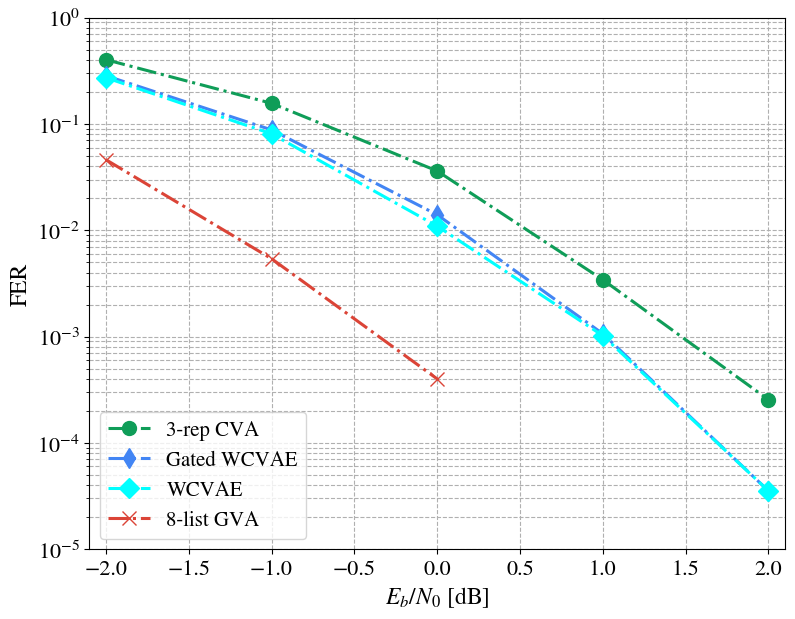 10^0
10^{-1}
10^{-2}
10^{-3}
10^{-4}
10^{-5}
FER
3-rep CVA
Gated WCVAE
WCVAE
8-list GVA
−2.0 −1.5 −1.0 −0.5 0.0 0.5 1.0 1.5 2.0
E_b/N_0 [dB]